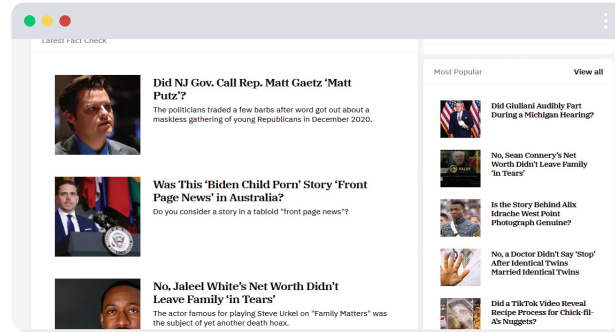 Latest Fact Check
Did NJ Gov. Call Rep. Matt Gaetz ‘Matt
Putz’?
The politicians traded a few barbs after word got out about a
maskless gathering of young Republicans in December 2020.
Was This ‘Biden Child Porn’ Story ‘Front
Page News’ in Australia?
Do you consider a story in a tabloid "front page news"?
No, Jaleel White’s Net Worth Didn’t
Leave Family ‘in Tears’
The actor famous for playing Steve Urkel on "Family Matters" was
the subject of yet another death hoax.
Most Popular
View all
Did Giuliani Audibly Fart
During a Michigan Hearing?
No, Sean Connery’s Net
Worth Didn’t Leave Family
‘in Tears’
Is the Story Behind Alix
Idrache West Point
Photograph Genuine?
No, a Doctor Didn’t Say ‘Stop’
After Identical Twins
Married Identical Twins
Did a TikTok Video Reveal
Recipe Process for Chick-fil-
A’s Nuggets?